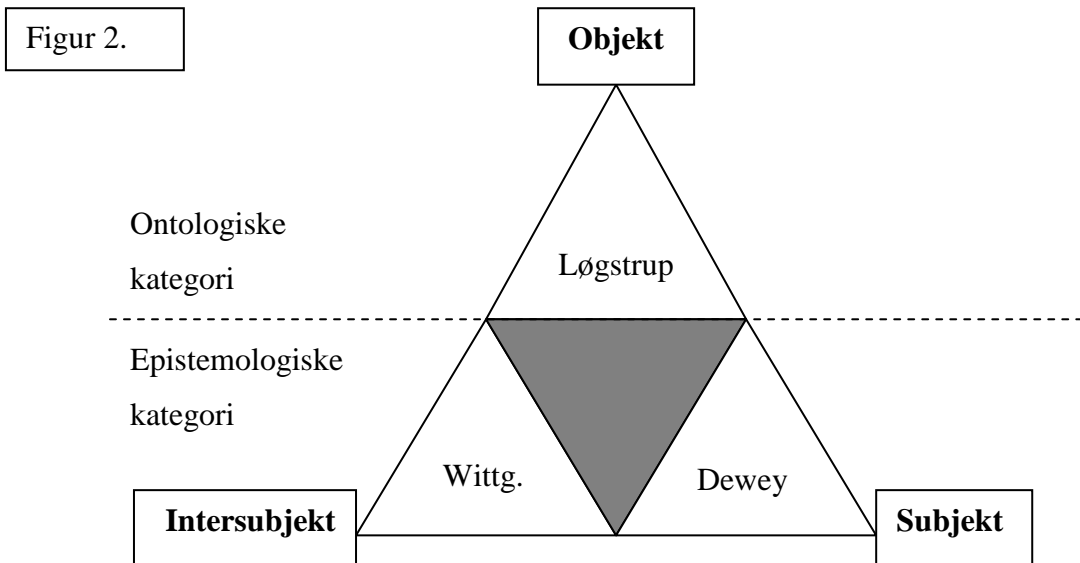 Figur 2.
Objekt
Ontologiske
kategori
Løgstrup
Epistemologiske
kategori
Wittg.
Dewey
Intersubjekt
Subjekt